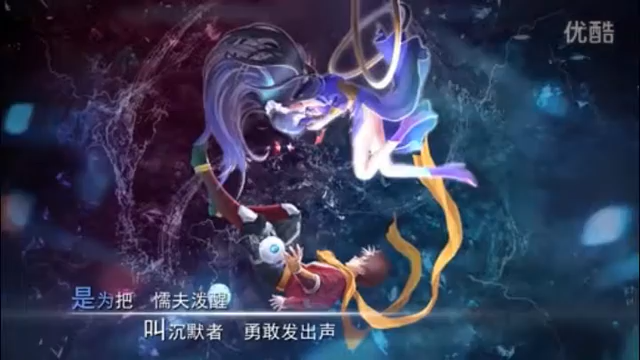 优酷
是为把 懦夫泼醒
叫沉默者 勇敢发出声